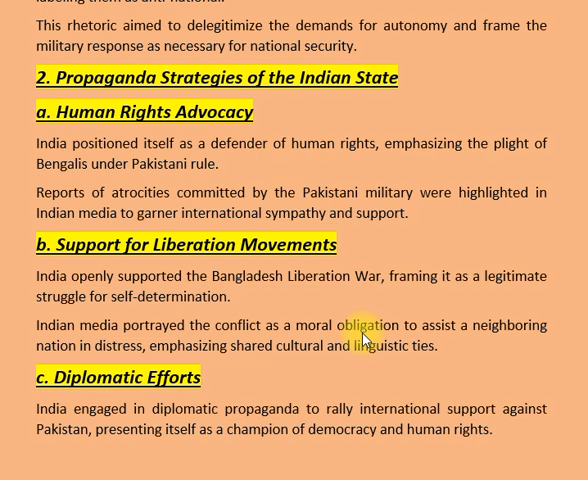 labeling them as anti-national.
This rhetoric aimed to delegitimize the demands for autonomy and frame the
military response as necessary for national security.
2. Propaganda Strategies of the Indian State
a. Human Rights Advocacy
India positioned itself as a defender of human rights, emphasizing the plight of
Bengalis under Pakistani rule.
Reports of atrocities committed by the Pakistani military were highlighted in
Indian media to garner international sympathy and support.
b. Support for Liberation Movements
India openly supported the Bangladesh Liberation War, framing it as a legitimate
struggle for self-determination.
Indian media portrayed the conflict as a moral obligation to assist a neighboring
nation in distress, emphasizing shared cultural and linguistic ties.
c. Diplomatic Efforts
India engaged in diplomatic propaganda to rally international support against
Pakistan, presenting itself as a champion of democracy and human rights.